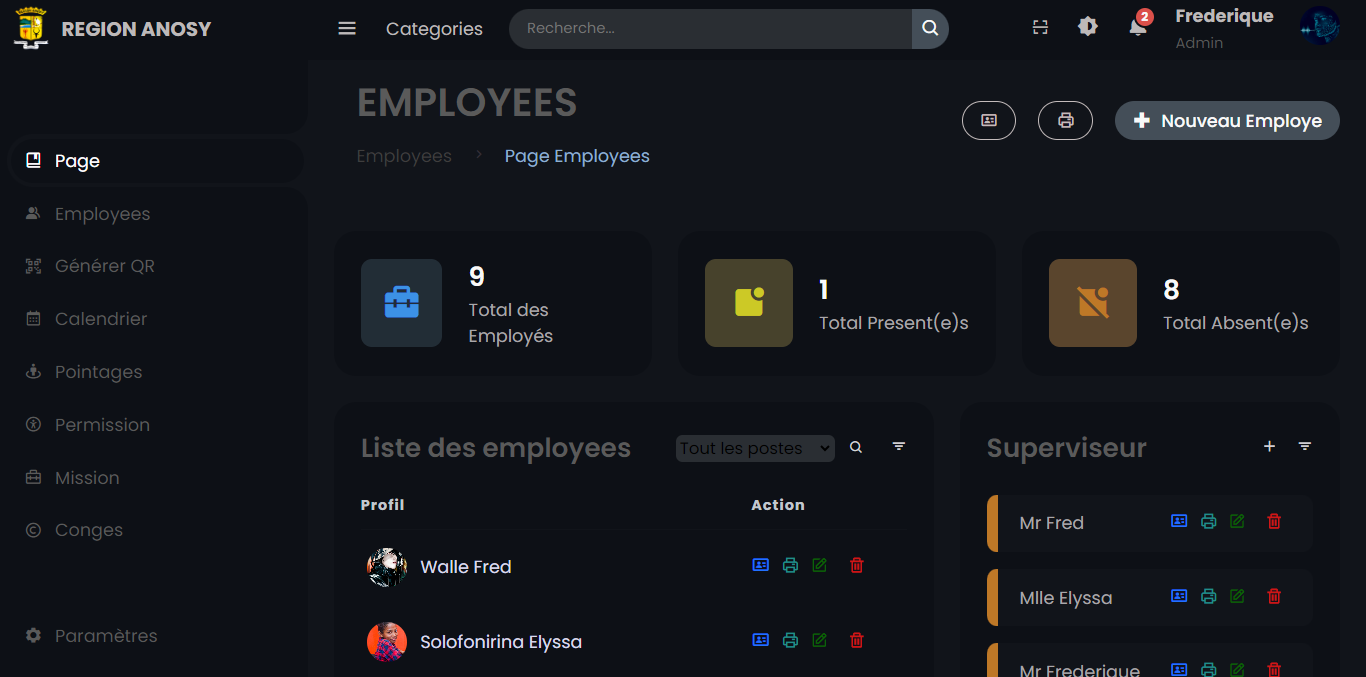 REGION ANOSY
Categories
Recherche...
2
Frederique
Admin
EMPLOYEES
Employees
Page Employees
Nouveau Employe
Page
Employees
Générer QR
Calendrier
Pointages
Permission
Mission
Conges
Paramètres
9
Total des
Employés
1
Total Present(e)s
8
Total Absent(e)s
Liste des employees
Tout les postes
Profil
Action
Walle Fred
Solofonirina Elyssa
Superviseur
Mr Fred
Mlle Elyssa
Mr Frederique